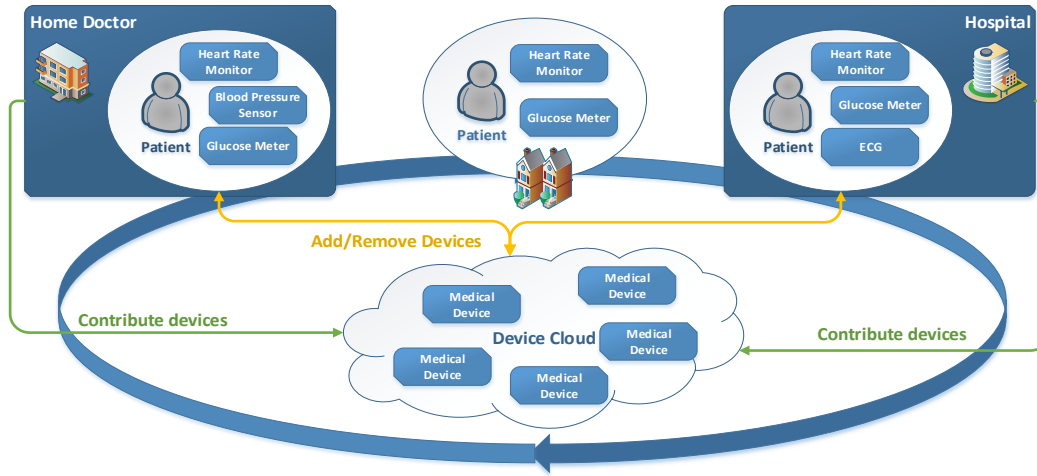 Home Doctor
Heart Rate
Monitor
Blood Pressure
Sensor
Patient
Glucose Meter
Heart Rate
Monitor
Glucose Meter
Patient
Hospital
Heart Rate
Monitor
Glucose Meter
Patient
ECG
Add/Remove Devices
Contribute devices
Contribute devices
Medical
Device
Medical
Device
Device Cloud
Medical
Device
Medical
Device
Medical
Device